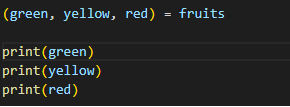 (green, yellow, red) = fruits
print(green)
print(yellow)
print(red)